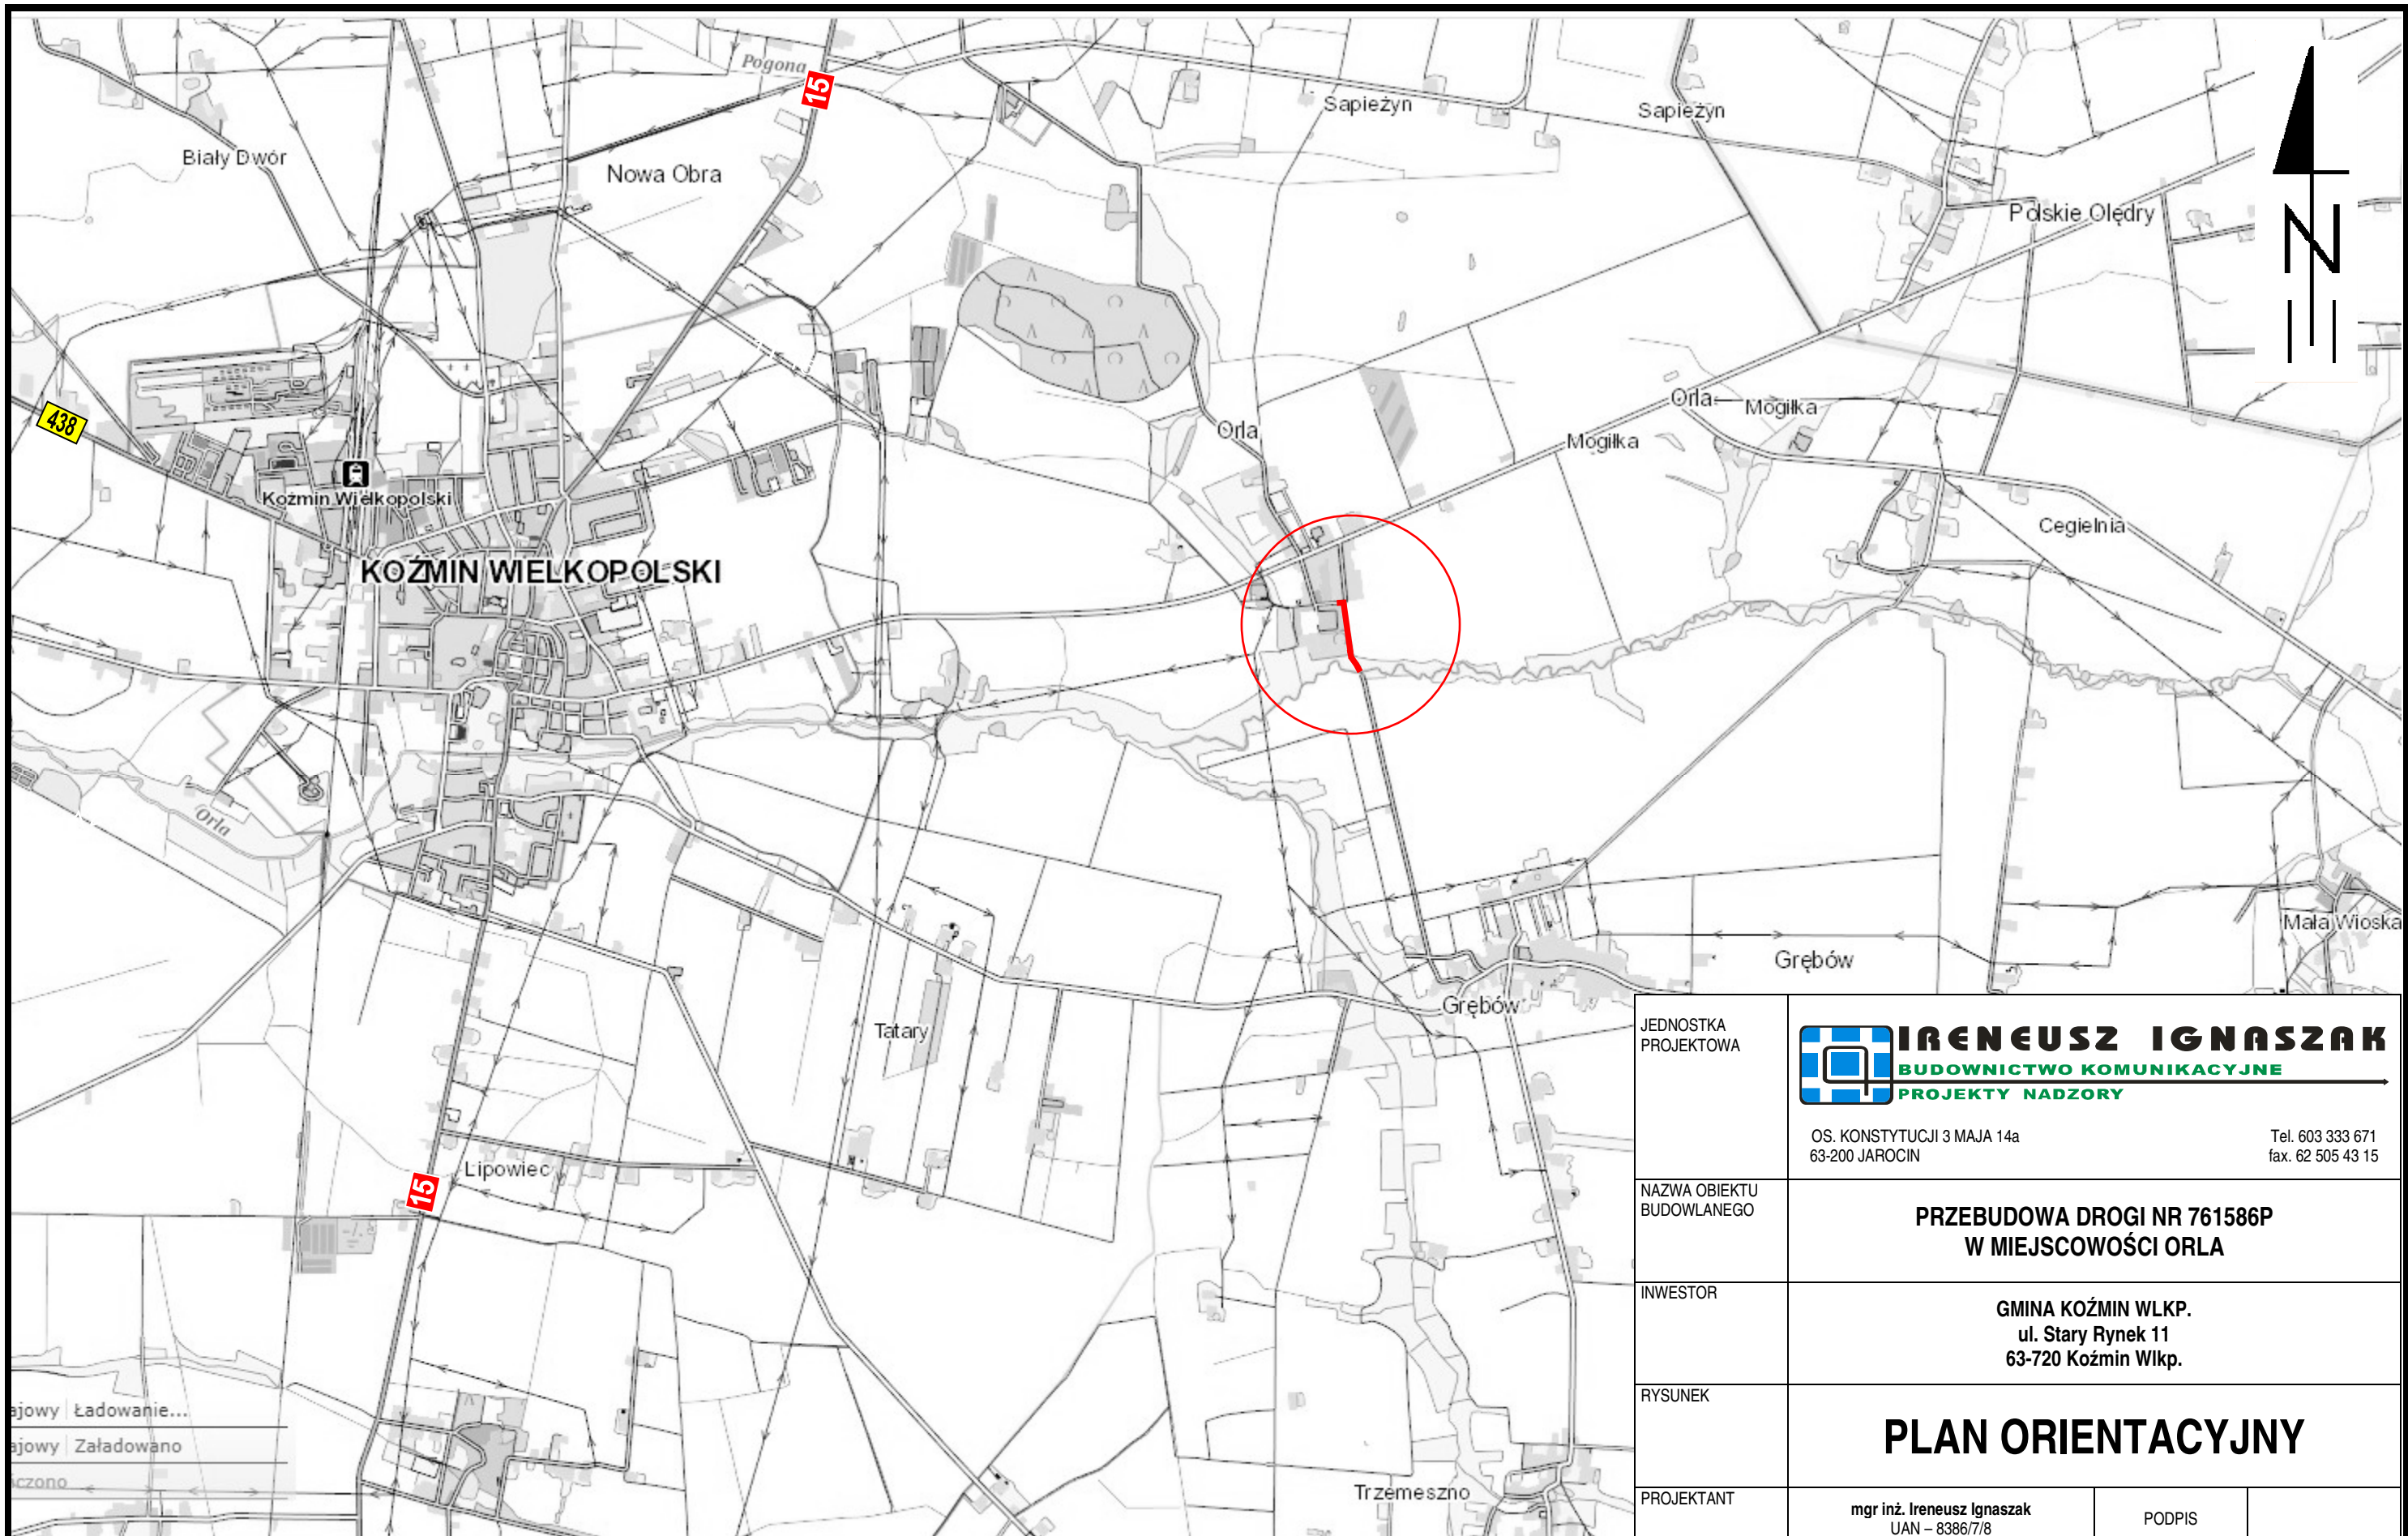 Pogona
15
Sapieżyn
Sapieżyn
Biały Dwór
Nowa Obra
Polskie Olędry
N
438
Orla
Mogiłka
Orla
Mogiłka
Koźmin Wielkopolski
Cegielnia
KOŹMIN WIELKOPOLSKI
Orla
Mała Wioska
Grębów
Grębów
Tatary
Lipowiec
15
Trzemeszno
ajowy | Ładowanie...
ajowy | Załadowano
iczono
JEDNOSTKA
PROJEKTOWA
IRENEUSZ IGNASZAK
BUDOWNICTWO KOMUNIKACYJNE
PROJEKTY NADZORY
OS. KONSTYTUCJI 3 MAJA 14a
63-200 JAROCIN
Tel. 603 333 671
fax. 62 505 43 15
NAZWA OBIEKTU
BUDOWLANEGO
PRZEBUDOWA DROGI NR 761586P
W MIEJSCOWOŚCI ORLA
INWESTOR
GMINA KOŹMIN WLKP.
ul. Stary Rynek 11
63-720 Koźmin Wlkp.
RYSUNEK
PLAN ORIENTACYJNY
PROJEKTANT
mgr inż. Ireneusz Ignaszak
UAN – 8386/7/8
PODPIS